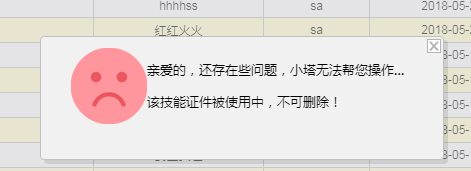 hhhhss sa 2018-05-
红红火火 sa 2018-05-2
亲爱的，还存在些问题，小塔无法帮您操作...
该技能证件被使用中，不可删除！